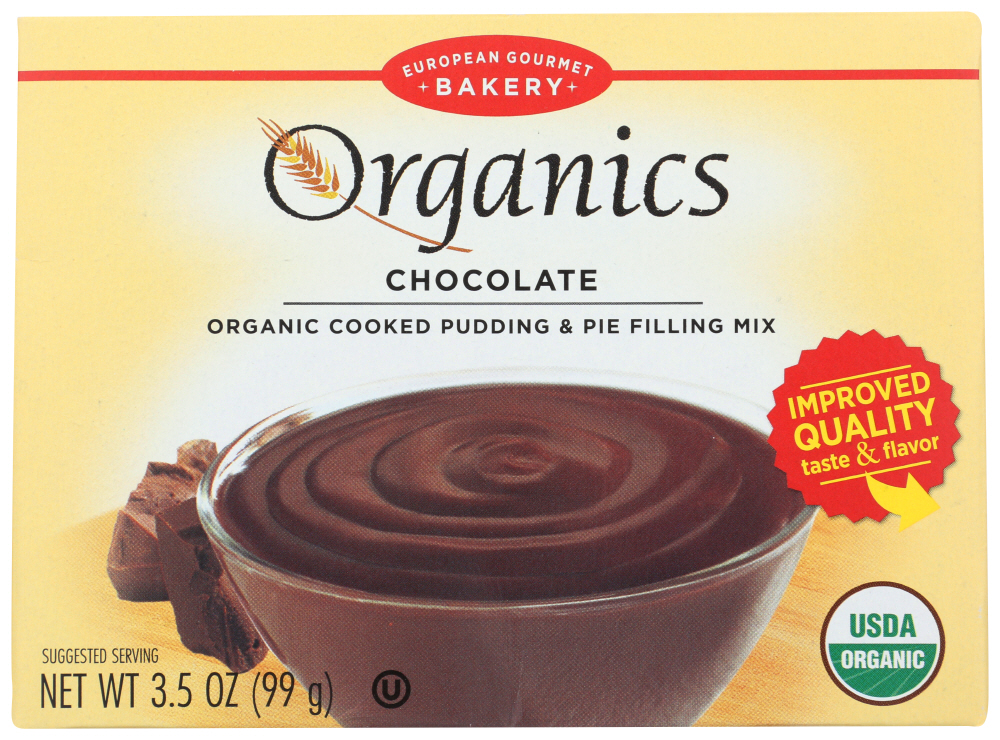 EUROPEAN GOURMET
+BAKERY+
Organics
CHOCOLATE
ORGANIC COOKED PUDDING & PIE FILLING MIX
IMPROVED
QUALITY
taste & flavor
USDA
ORGANIC
SUGGESTED SERVING
NET WT 3.5 OZ (99 g)
U